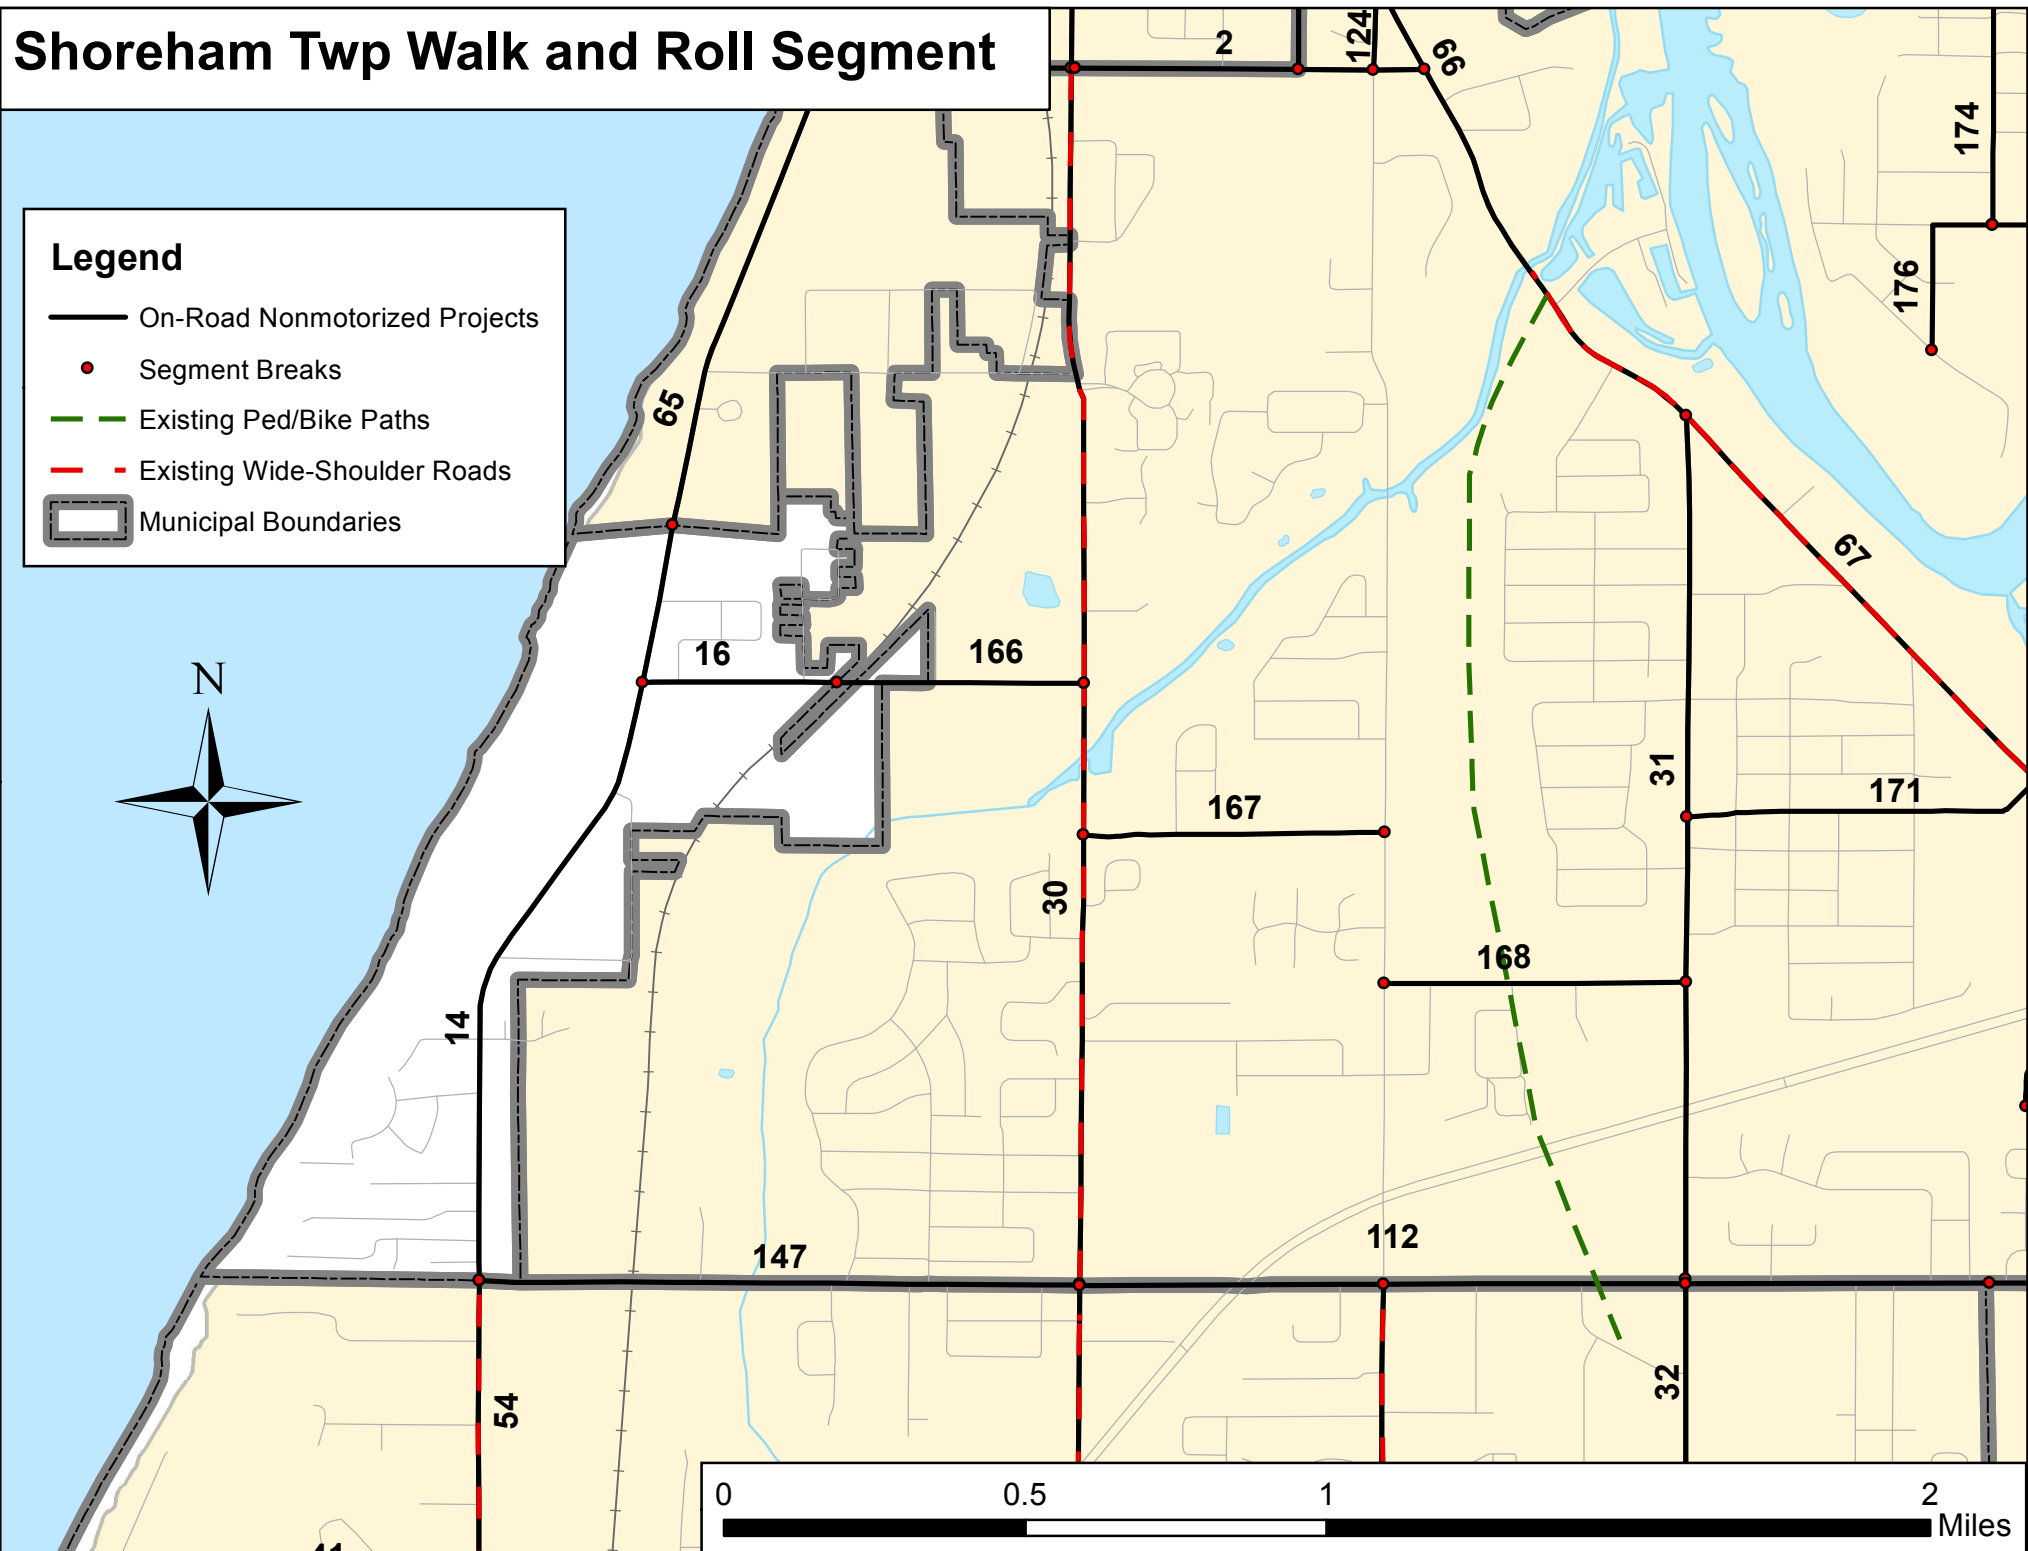 Shoreham Twp Walk and Roll Segment
2
124
66
174
Legend
On-Road Nonmotorized Projects
Segment Breaks
Existing Ped/Bike Paths
Existing Wide-Shoulder Roads
Municipal Boundaries
176
65
67
N
16
166
31
171
167
30
168
14
112
147
32
54
0
0.5
1
2
Miles